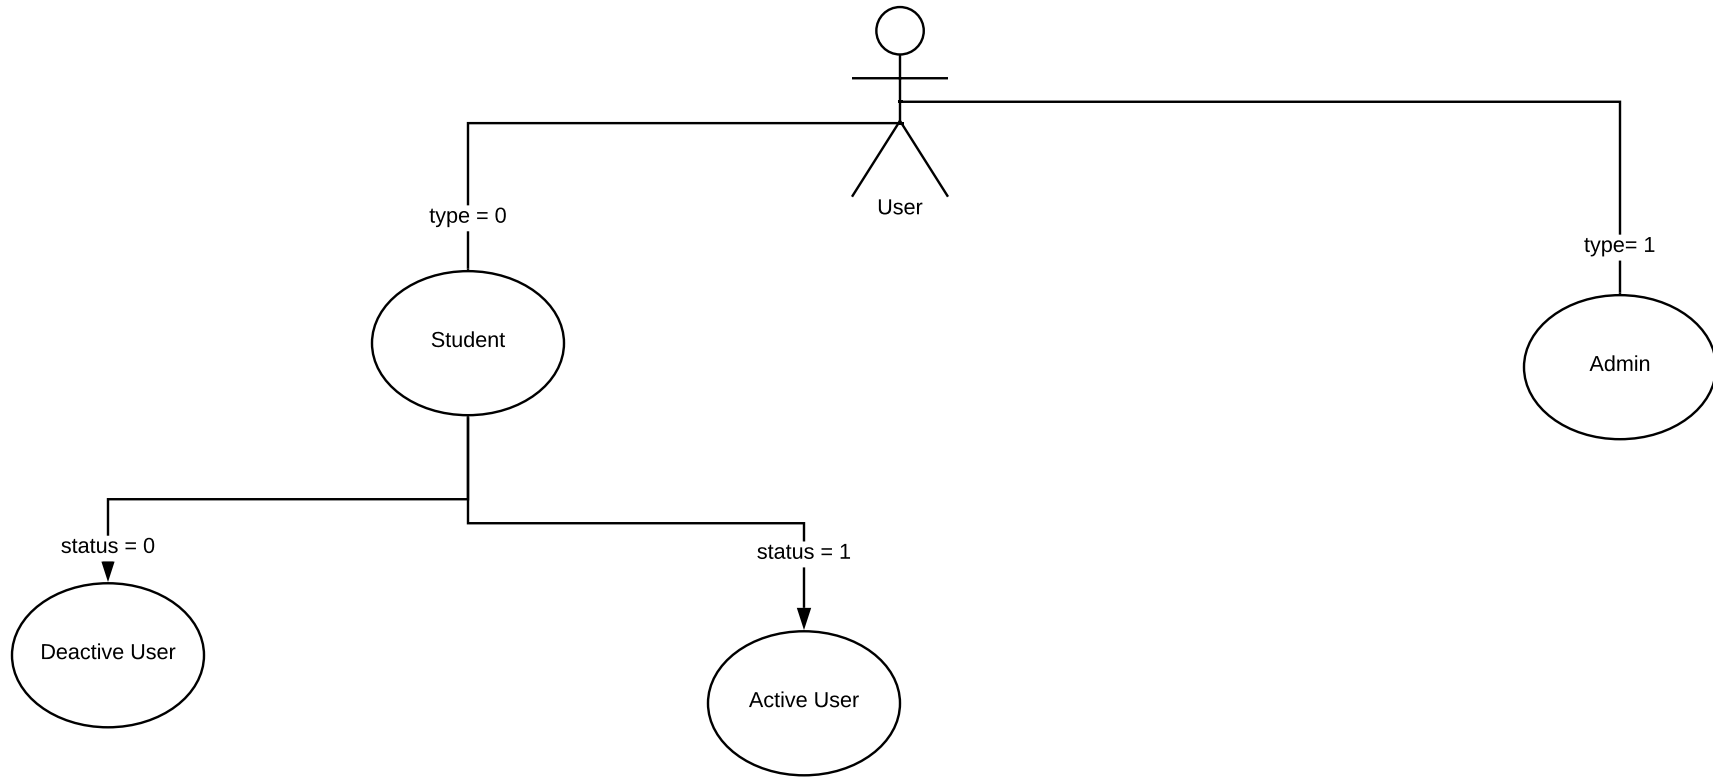 User
type = 0
type= 1
Student
Admin
status = 0
status = 1
Deactive User
Active User